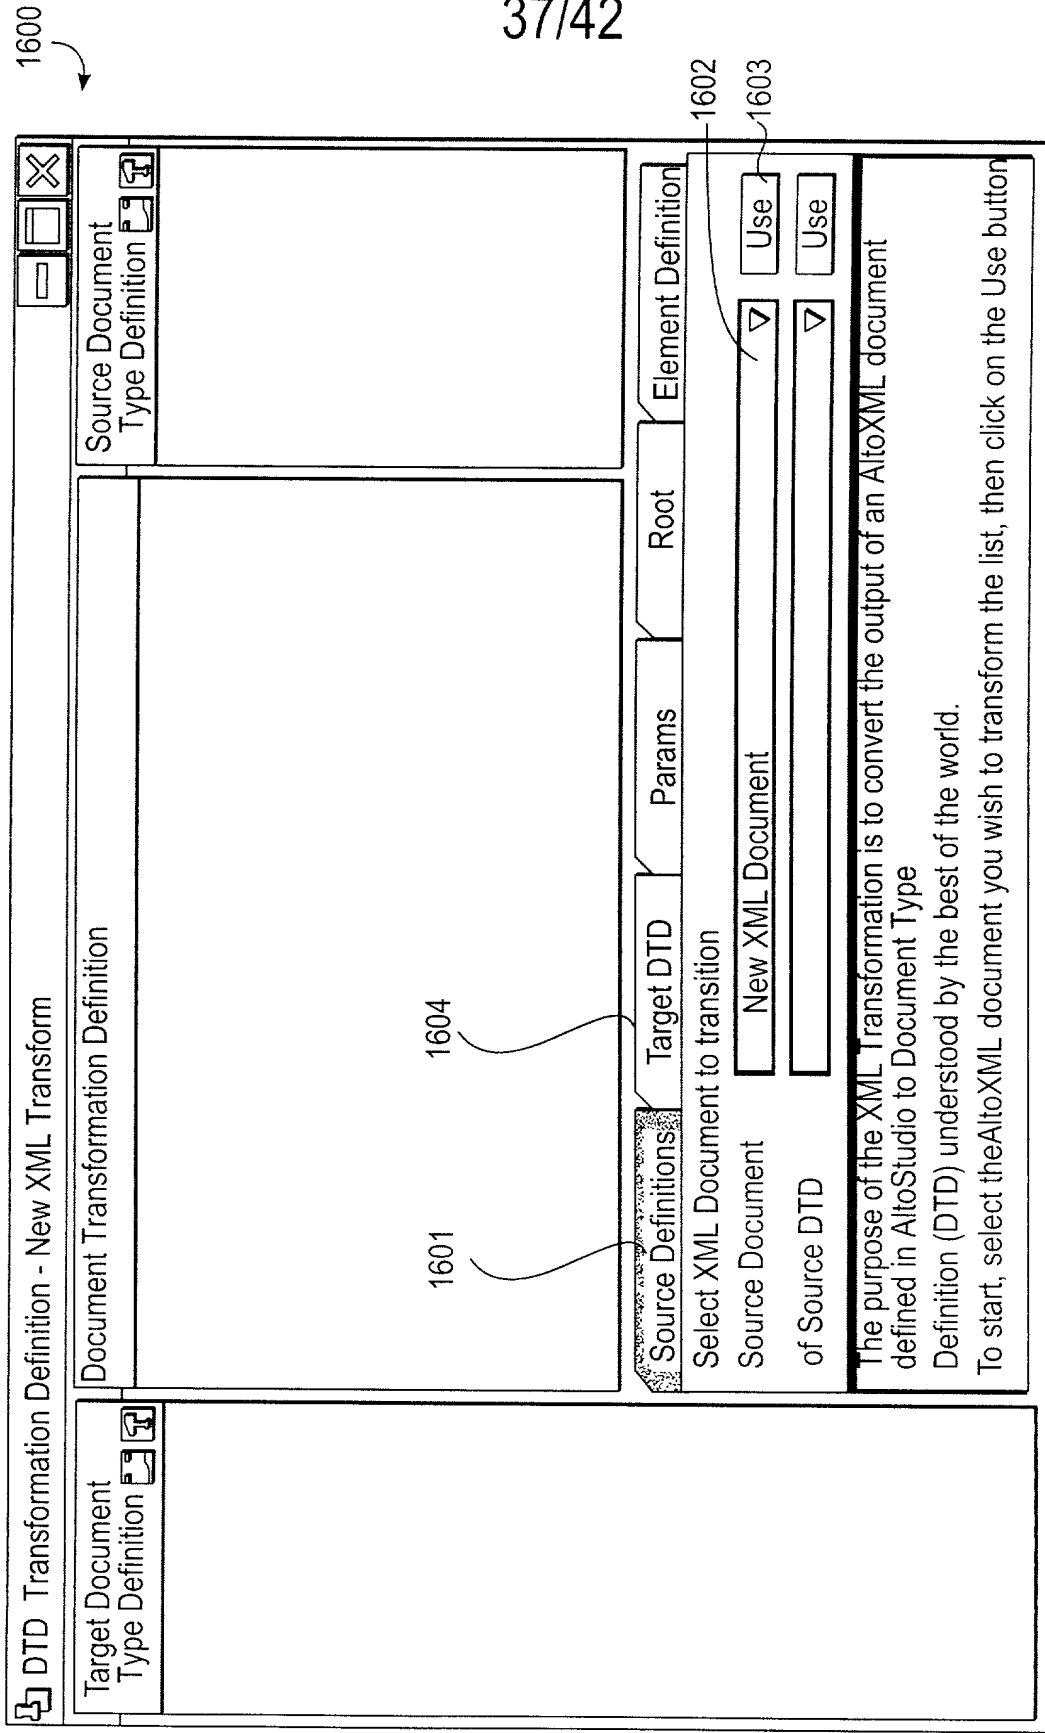 37/42
1600
DTD Transformation Definition - New XML Transform
Target Document
Type Definition
Document Transformation Definition
Source Document
Type Definition
1601
1604
Source Definitions
Target DTD
Params
Root
Element Definition
Select XML Document to transition
1602
Source Document
New XML Document
Use
1603
of Source DTD
Use
The purpose of the XML Transformation is to convert the output of an AltoXML document
defined in AltoStudio to Document Type
Definition (DTD) understood by the best of the world.
To start, select theAltoXML document you wish to transform the list, then click on the Use button